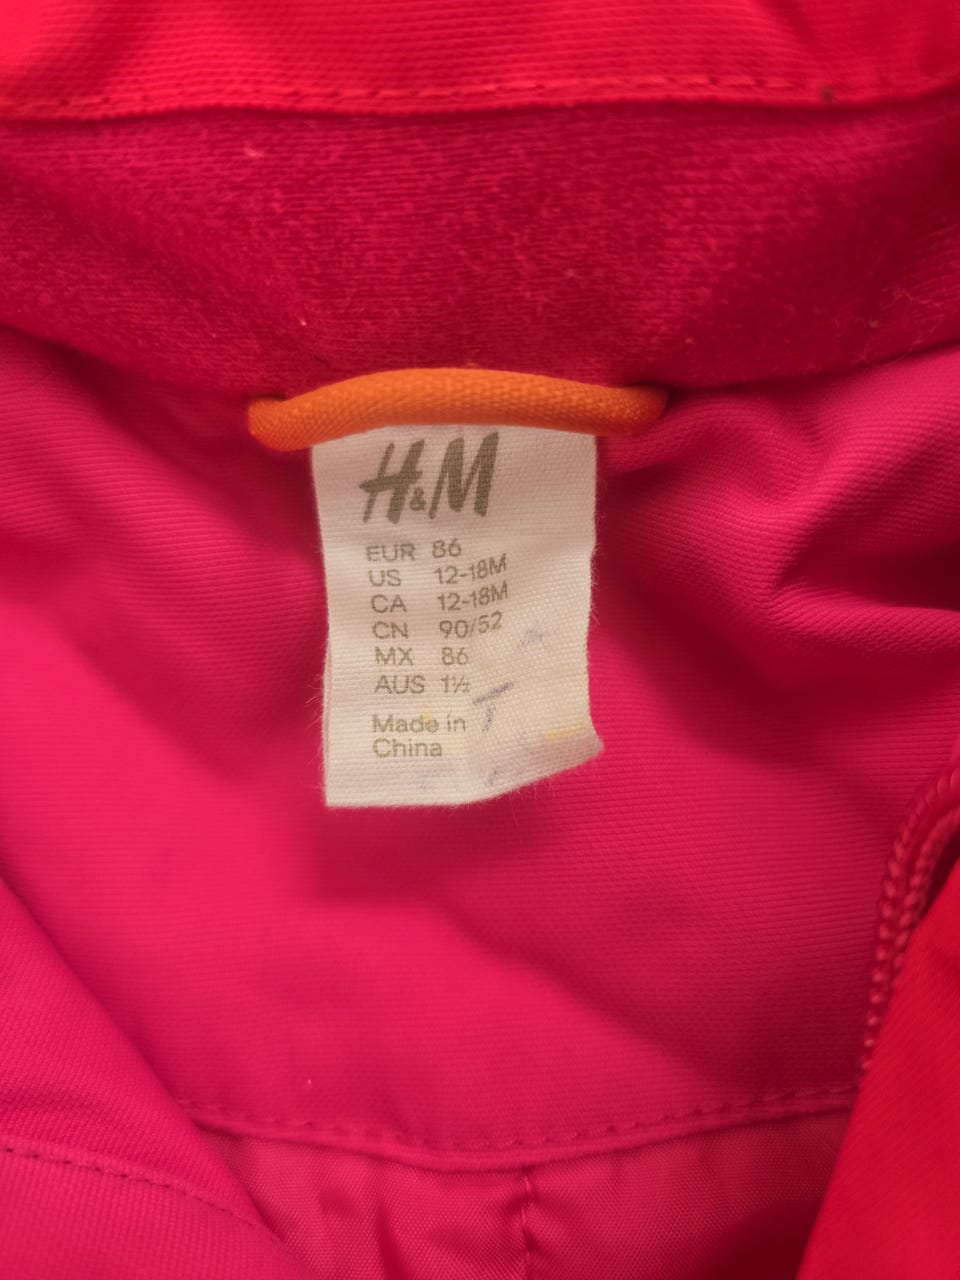 H&M
EUR 86
US 12-18M
CA 12-18M
CN 90/52
MX 86
AUS 1½
Made in
China